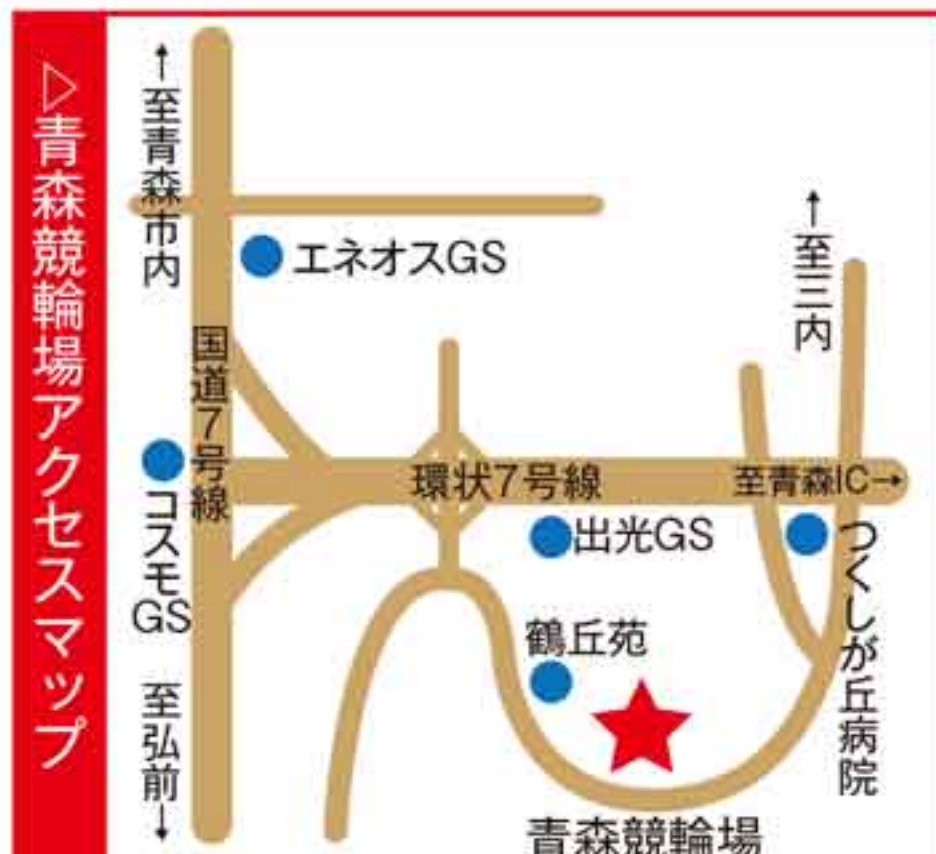 ▷青森競輪場アクセスマップ
↑至青森市内
エネオスGS
↑至三内
国道7号線
コスモGS
環状7号線
至青森IC→
出光GS
つくしが丘病院
鶴丘苑
至弘前↓
青森競輪場